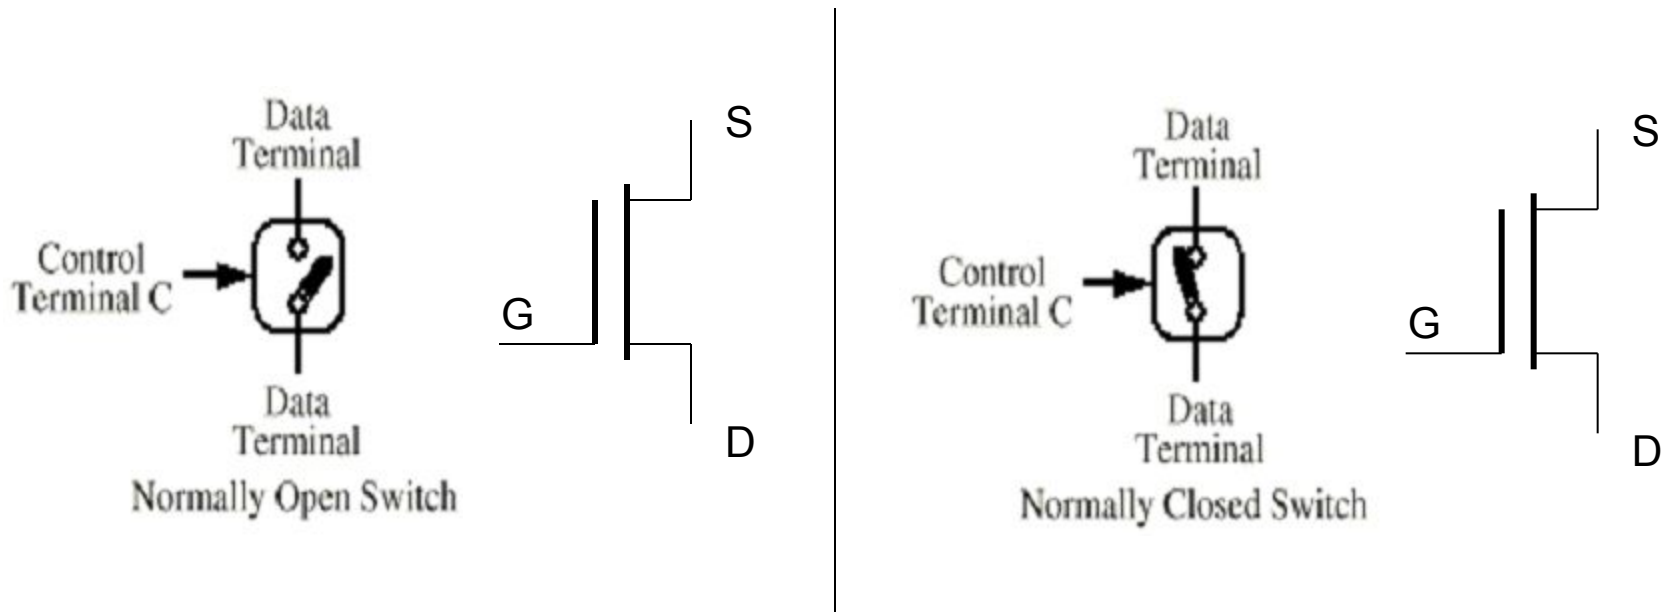 Data
Terminal
S
Control
Terminal C
G
Data
Terminal
D
Normally Open Switch
Data
Terminal
S
Control
Terminal C
G
Data
Terminal
D
Normally Closed Switch